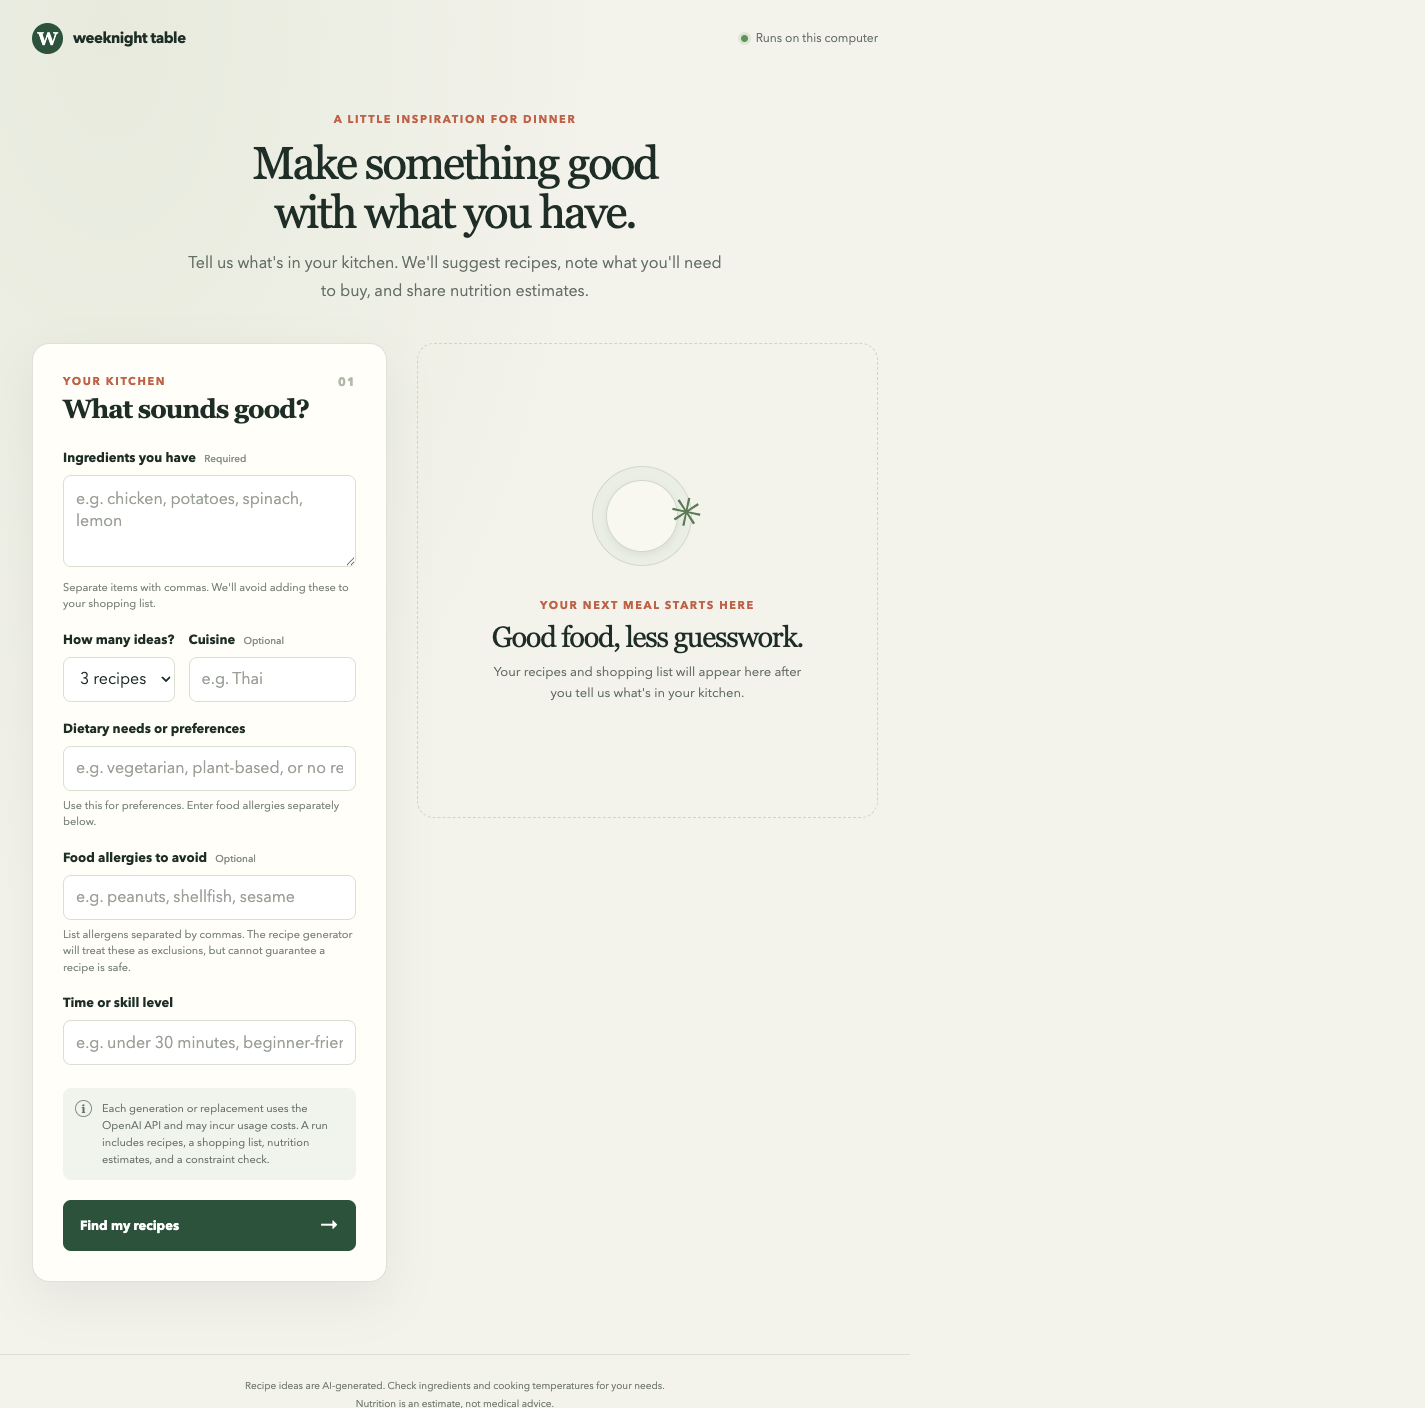 W weeknight table
Runs on this computer
A LITTLE INSPIRATION FOR DINNER
Make something good
with what you have.
Tell us what's in your kitchen. We'll suggest recipes, note what you'll need
to buy, and share nutrition estimates.
YOUR KITCHEN 01
What sounds good?
Ingredients you have Required
e.g. chicken, potatoes, spinach,
lemon
Separate items with commas. We'll avoid adding these to
your shopping list.
How many ideas? Cuisine Optional
3 recipes e.g. Thai
Dietary needs or preferences
e.g. vegetarian, plant-based, or no re
Use this for preferences. Enter food allergies separately
below.
Food allergies to avoid Optional
e.g. peanuts, shellfish, sesame
List allergens separated by commas. The recipe generator
will treat these as exclusions, but cannot guarantee a
recipe is safe.
Time or skill level
e.g. under 30 minutes, beginner-frier
i Each generation or replacement uses the
OpenAI API and may incur usage costs. A run
includes recipes, a shopping list, nutrition
estimates, and a constraint check.
Find my recipes →
YOUR NEXT MEAL STARTS HERE
Good food, less guesswork.
Your recipes and shopping list will appear here after
you tell us what's in your kitchen.
Recipe ideas are AI-generated. Check ingredients and cooking temperatures for your needs.
Nutrition is an estimate, not medical advice.